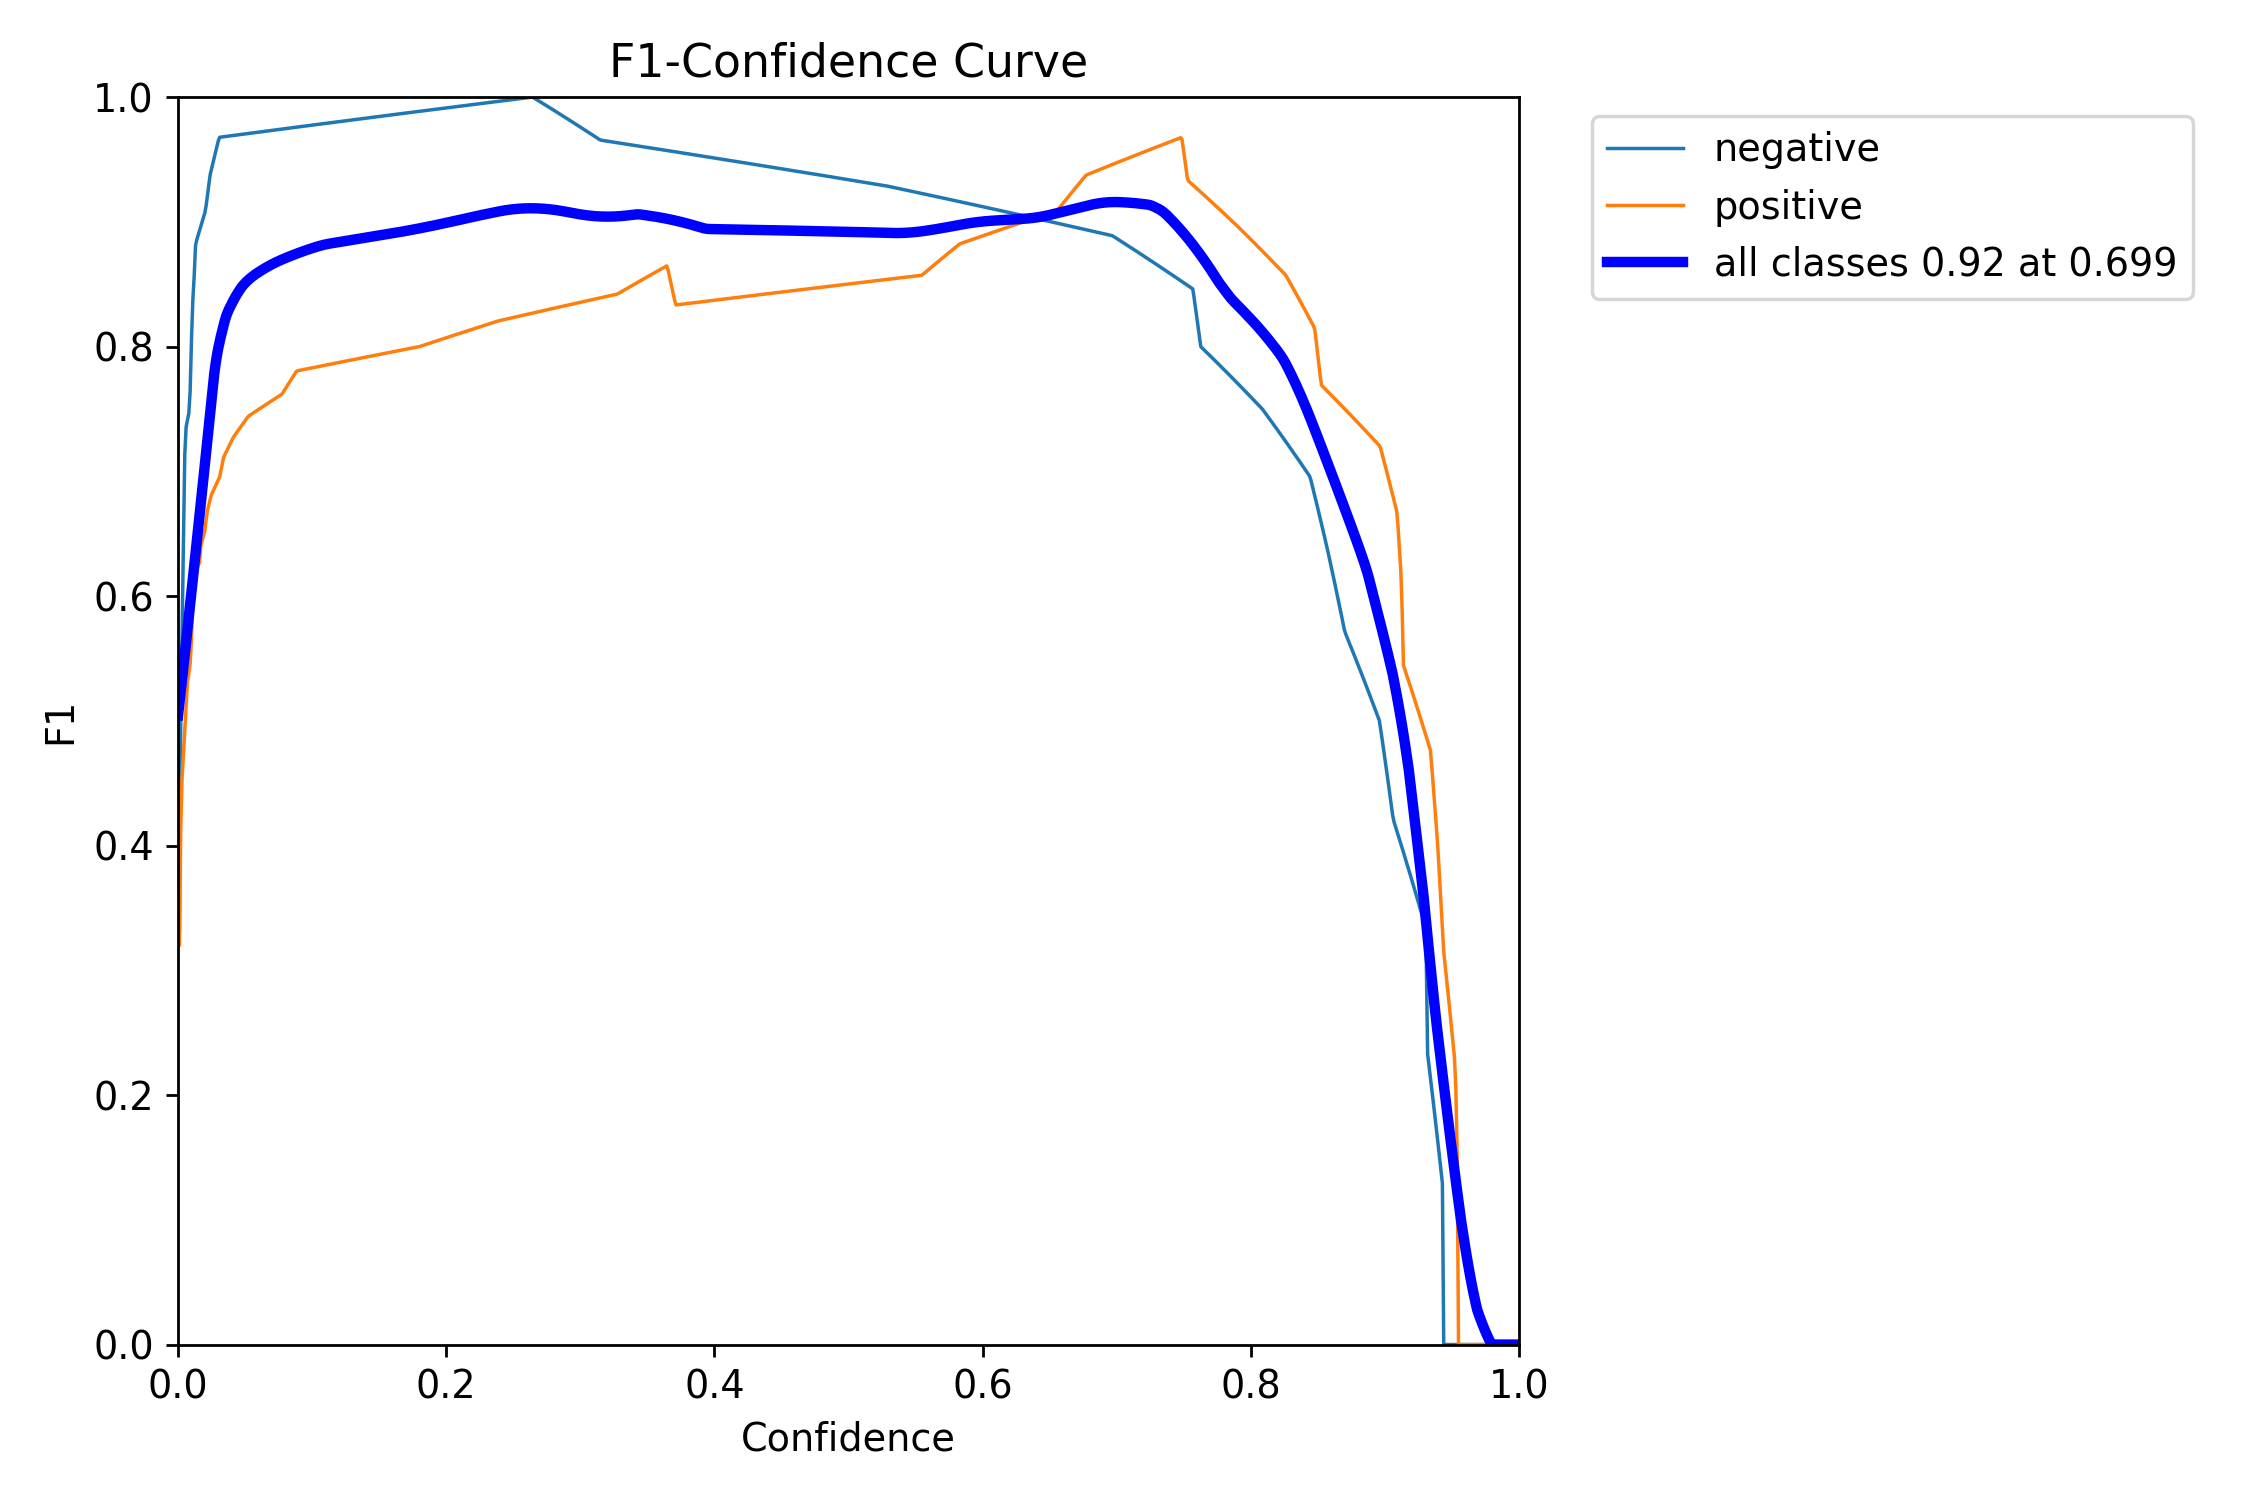 F1-Confidence Curve
negative
positive
all classes 0.92 at 0.699
1.0
0.8
0.6
0.4
0.2
0.0
F1
0.0 0.2 0.4 0.6 0.8 1.0
Confidence